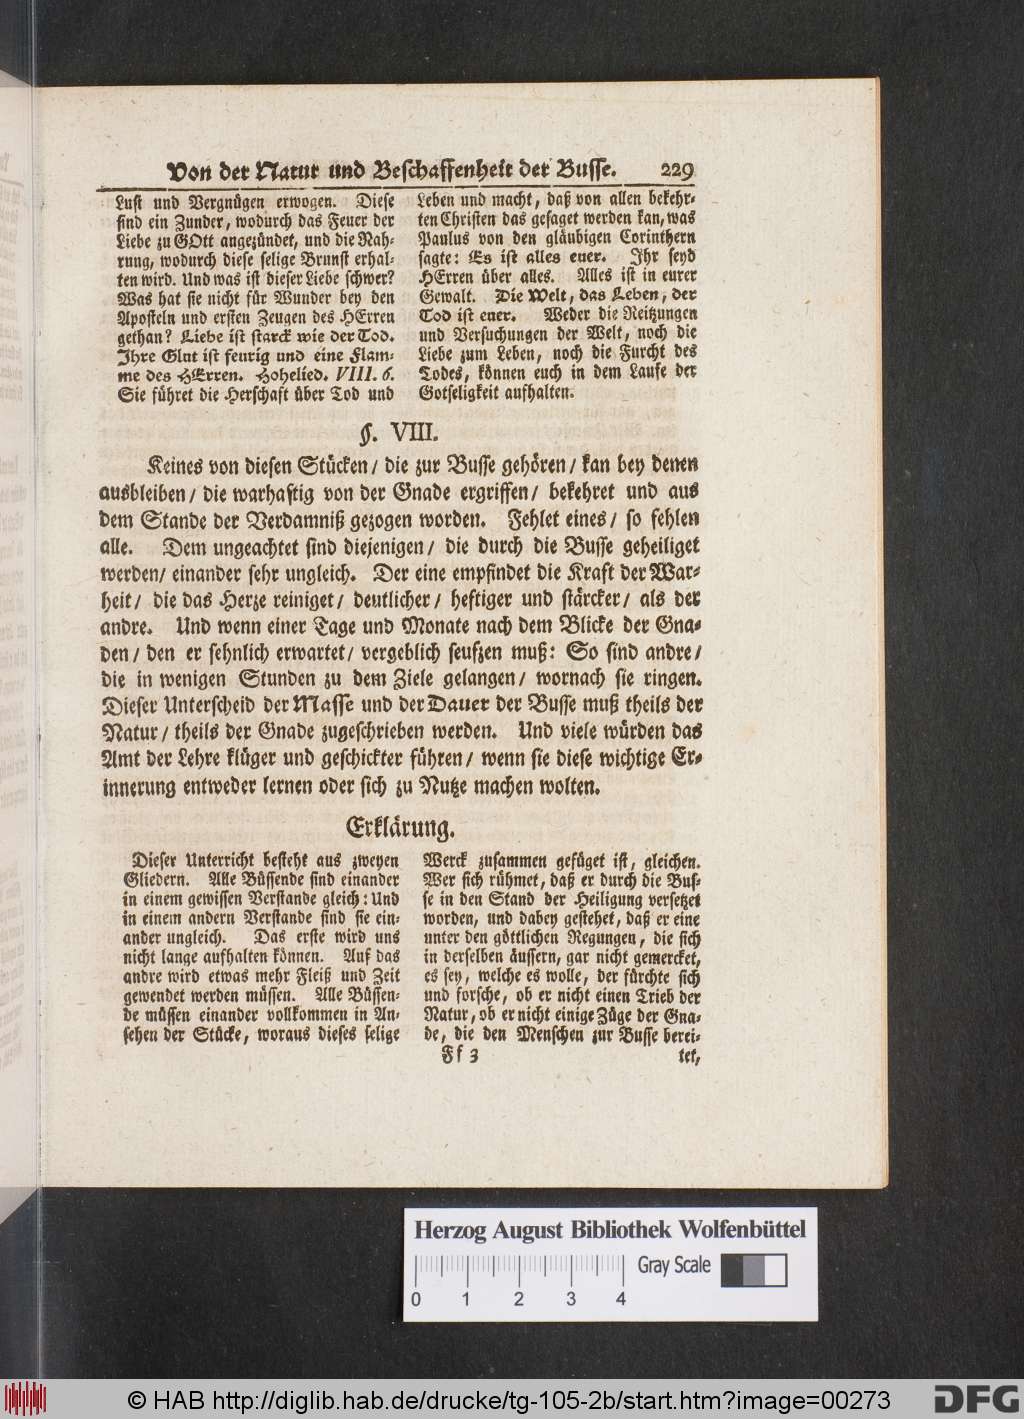 Von der Natur und Beschaffenheit der Busse. 229
Lust und Vergnügen erwogen. Diese
sind ein Zunder, wodurch das Feuer der
Liebe zu GOtt angezündet, und die Nah-
rung, wodurch diese selige Brunst erhal-
ten wird. Und was ist dieser Liebe schwer?
Was hat sie nicht für Wunder bey den
Aposteln und ersten Zeugen des HErren
gethan? Liebe ist starck wie der Tod.
Ihre Glut ist feurig und eine Flam-
me des HErren. Hohelied. VIII. 6.
Sie führet die Herschaft über Tod und
Leben und macht, daß von allen bekehr-
ten Christen das gesaget werden kan, was
Paulus von den gläubigen Corinthern
sagte: Es ist alles euer. Ihr seyd
HErren über alles. Alles ist in eurer
Gewalt. Die Welt, das Leben, der
Tod ist euer. Weder die Reitzungen
und Versuchungen der Welt, noch die
Liebe zum Leben, noch die Furcht des
Todes, können euch in dem Laufe der
Gotseligkeit aufhalten.
§. VIII.
Keines von diesen Stücken / die zur Busse gehören / kan bey denen
ausbleiben / die warhaftig von der Gnade ergriffen / bekehret und aus
dem Stande der Verdamniß gezogen worden. Fehlet eines / so fehlen
alle. Dem ungeachtet sind diejenigen / die durch die Busse geheiliget
werden / einander sehr ungleich. Der eine empfindet die Kraft der War-
heit / die das Herze reiniget / deutlicher / heftiger und stärcker / als der
andre. Und wenn einer Tage und Monate nach dem Blicke der Gna-
den / den er sehnlich erwartet / vergeblich seufzen muß: So sind andre /
die in wenigen Stunden zu dem Ziele gelangen / wornach sie ringen.
Dieser Unterscheid der Masse und der Dauer der Busse muß theils der
Natur / theils der Gnade zugeschrieben werden. Und viele würden das
Amt der Lehre klüger und geschickter führen / wenn sie diese wichtige Er-
innerung entweder lernen oder sich zu Nutze machen wolten.
Erklärung.
Dieser Unterricht besteht aus zweyen
Gliedern. Alle Büssende sind einander
in einem gewissen Verstande gleich: Und
in einem andern Verstande sind sie ein-
ander ungleich. Das erste wird uns
nicht lange aufhalten können. Auf das
andre wird etwas mehr Fleiß und Zeit
gewendet werden müssen. Alle Büssen-
de müssen einander vollkommen in An-
sehen der Stücke, woraus dieses selige
Werck zusammen gefüget ist, gleichen.
Wer sich rühmet, daß er durch die Bus-
se in den Stand der Heiligung versetzet
worden, und dabey gestehet, daß er eine
unter den göttlichen Regungen, die sich
in derselben äussern, gar nicht gemercket,
es sey, welche es wolle, der fürchte sich
und forsche, ob er nicht einen Trieb der
Natur, ob er nicht einige Züge der Gna-
de, die den Menschen zur Busse berei-
Ff 3 tet,
Herzog August Bibliothek Wolfenbüttel
Gray Scale
0 1 2 3 4
© HAB http://diglib.hab.de/drucke/tg-105-2b/start.htm?image=00273
DFG